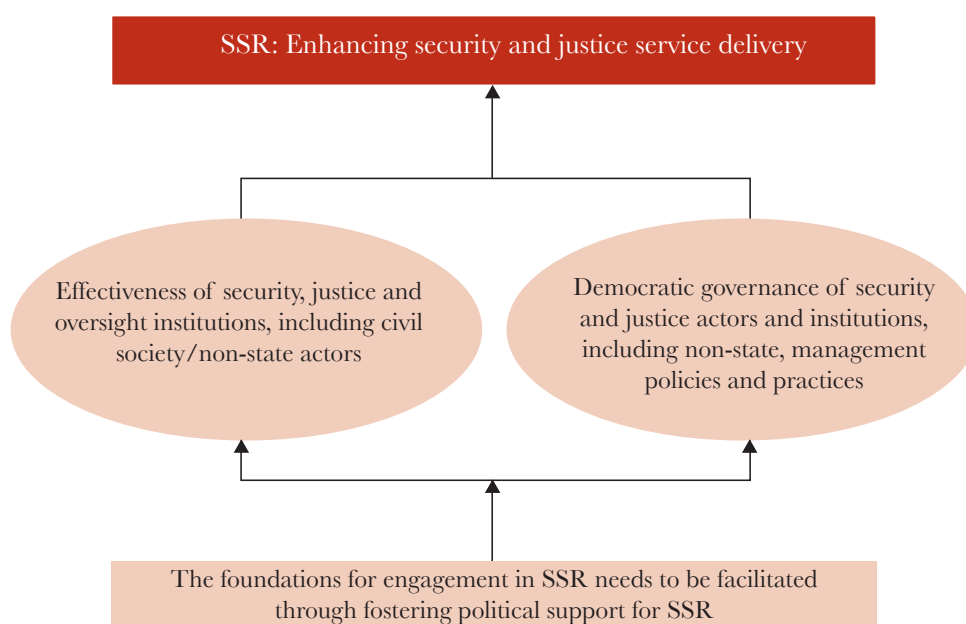 SSR: Enhancing security and justice service delivery
Effectiveness of security, justice and
oversight institutions, including civil
society/non-state actors
Democratic governance of security
and justice actors and institutions,
including non-state, management
policies and practices
The foundations for engagement in SSR needs to be facilitated
through fostering political support for SSR